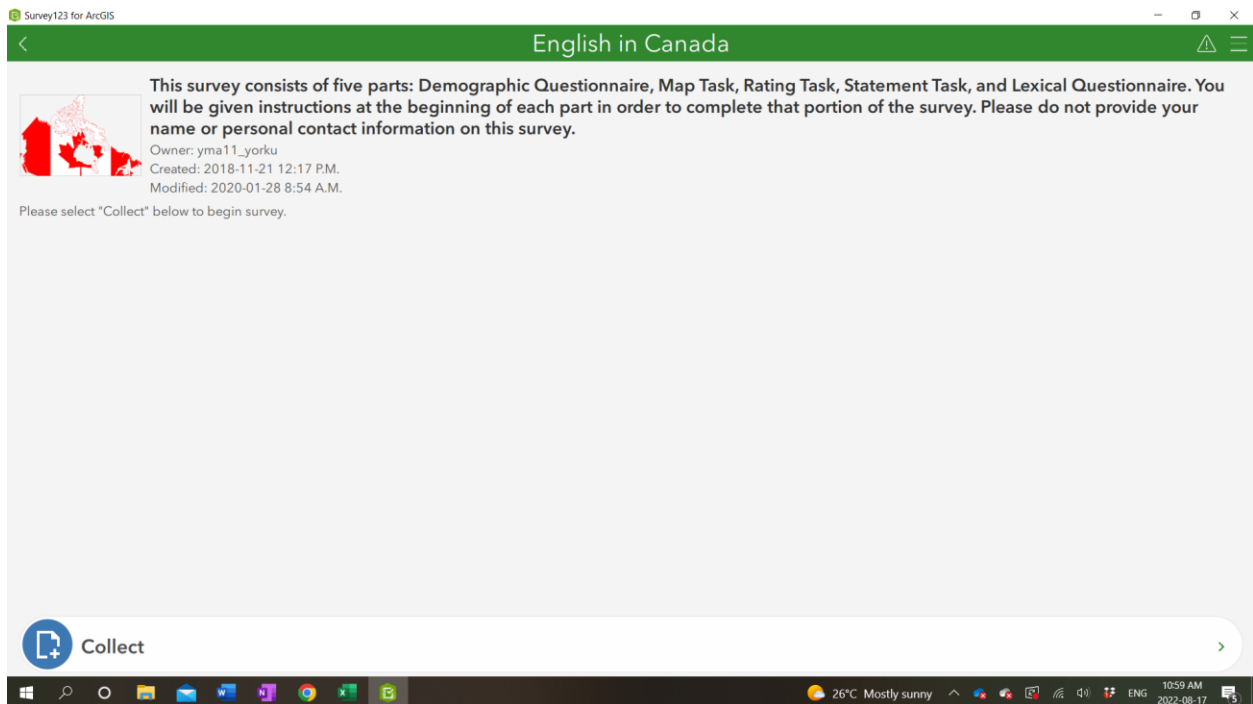 Survey123 for ArcGIS
English in Canada
This survey consists of five parts: Demographic Questionnaire, Map Task, Rating Task, Statement Task, and Lexical Questionnaire. You
will be given instructions at the beginning of each part in order to complete that portion of the survey. Please do not provide your
name or personal contact information on this survey.
Owner: yma11_yorku
Created: 2018-11-21 12:17 P.M.
Modified: 2020-01-28 8:54 A.M.
Please select "Collect" below to begin survey.
Collect
26°C Mostly sunny ENG 10:59 AM
2022-08-17 5